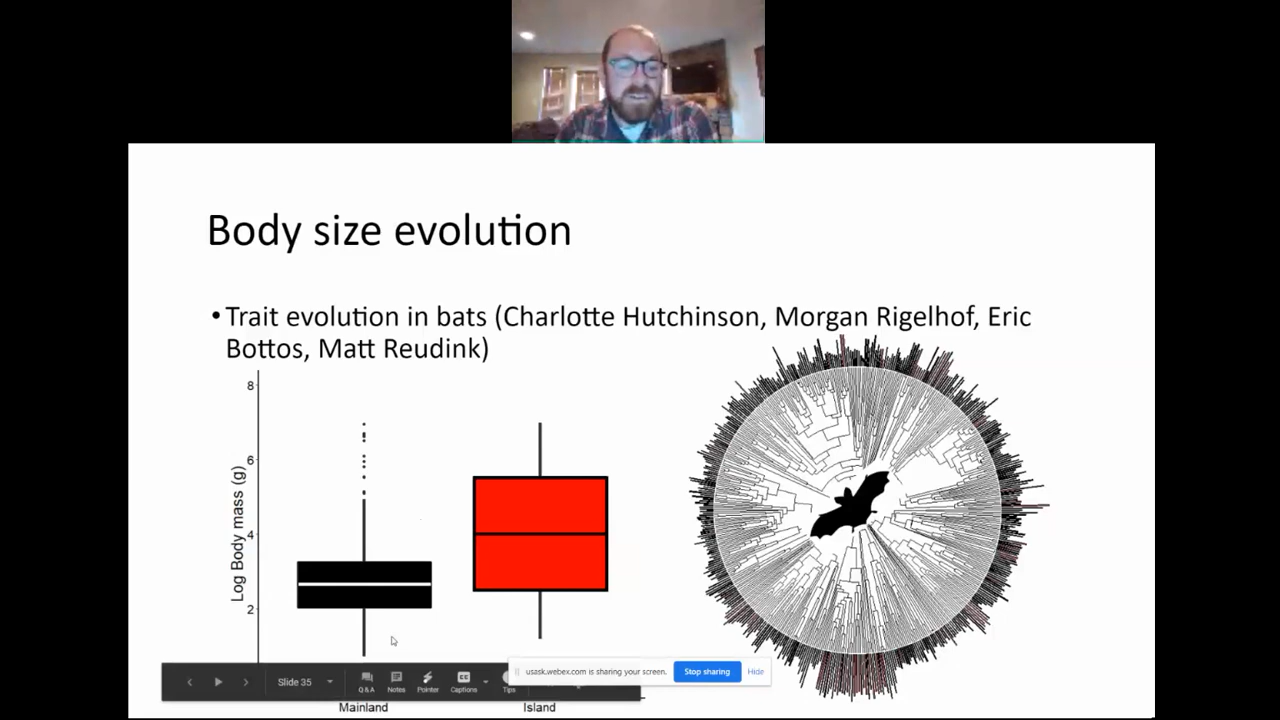 Body size evolution
• Trait evolution in bats (Charlotte Hutchinson, Morgan Rigelhof, Eric
Bottos, Matt Reudink)
8
6
4
2
Log Body mass (g)
usask.webex.com is sharing your screen.
Stop sharing
Hide
Slide 35
Q & A
Notes
Pointer
CC
Captions
Tips
Mainland
Island